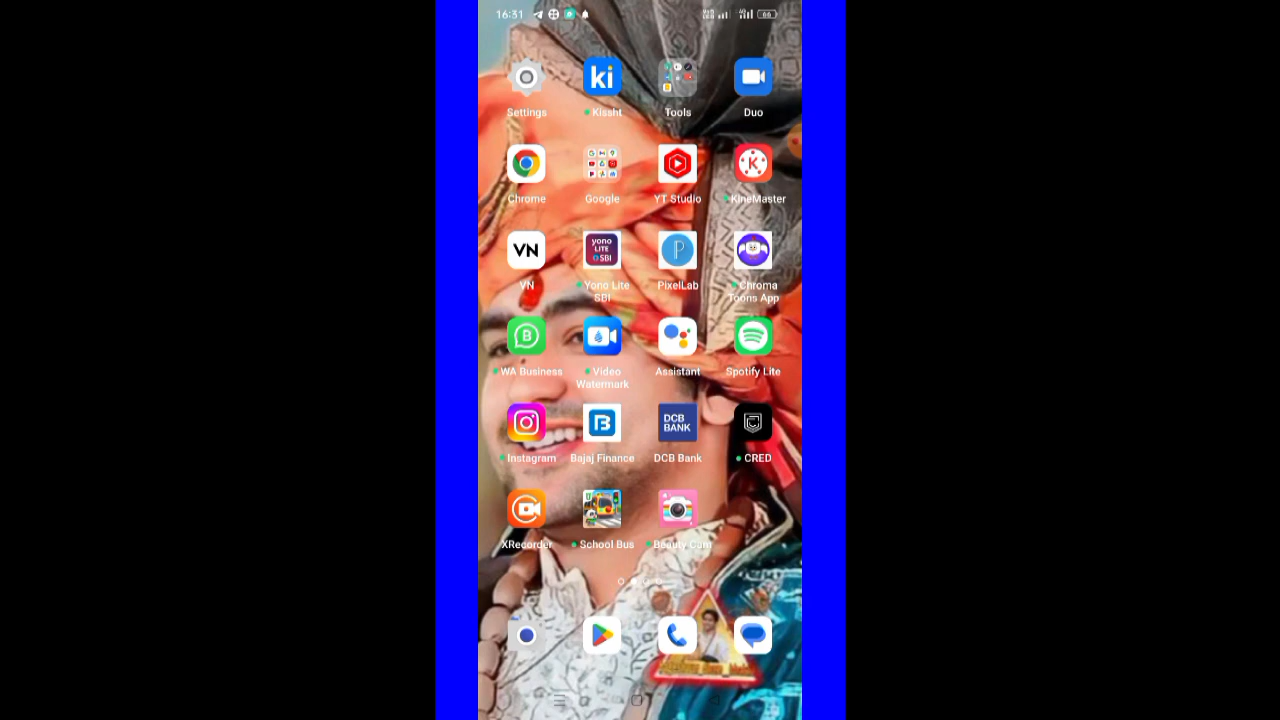 16:31
66
ki
Settings
Kissht
Tools
Duo
Chrome
Google
YT Studio
KineMaster
VN
yono
LITE
SBI
P
VN
Yono Lite
SBI
PixelLab
Chroma
Toons App
B
WA Business
Video
Watermark
Assistant
Spotify Lite
B
DCB
BANK
Instagram
Bajaj Finance
DCB Bank
CRED
XRecorder
School Bus
Beauty Cam